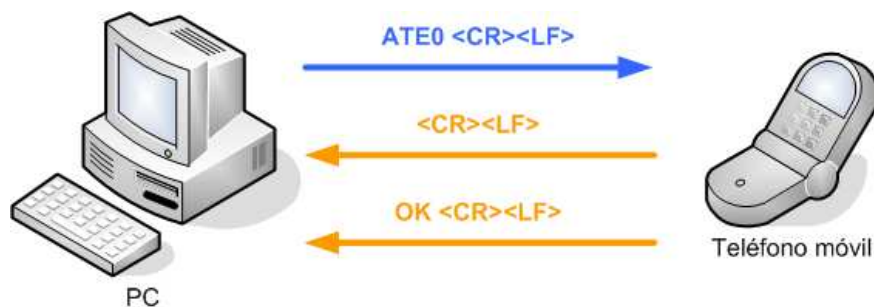 ATE0 <CR><LF>
<CR><LF>
OK <CR><LF>
Teléfono móvil
PC